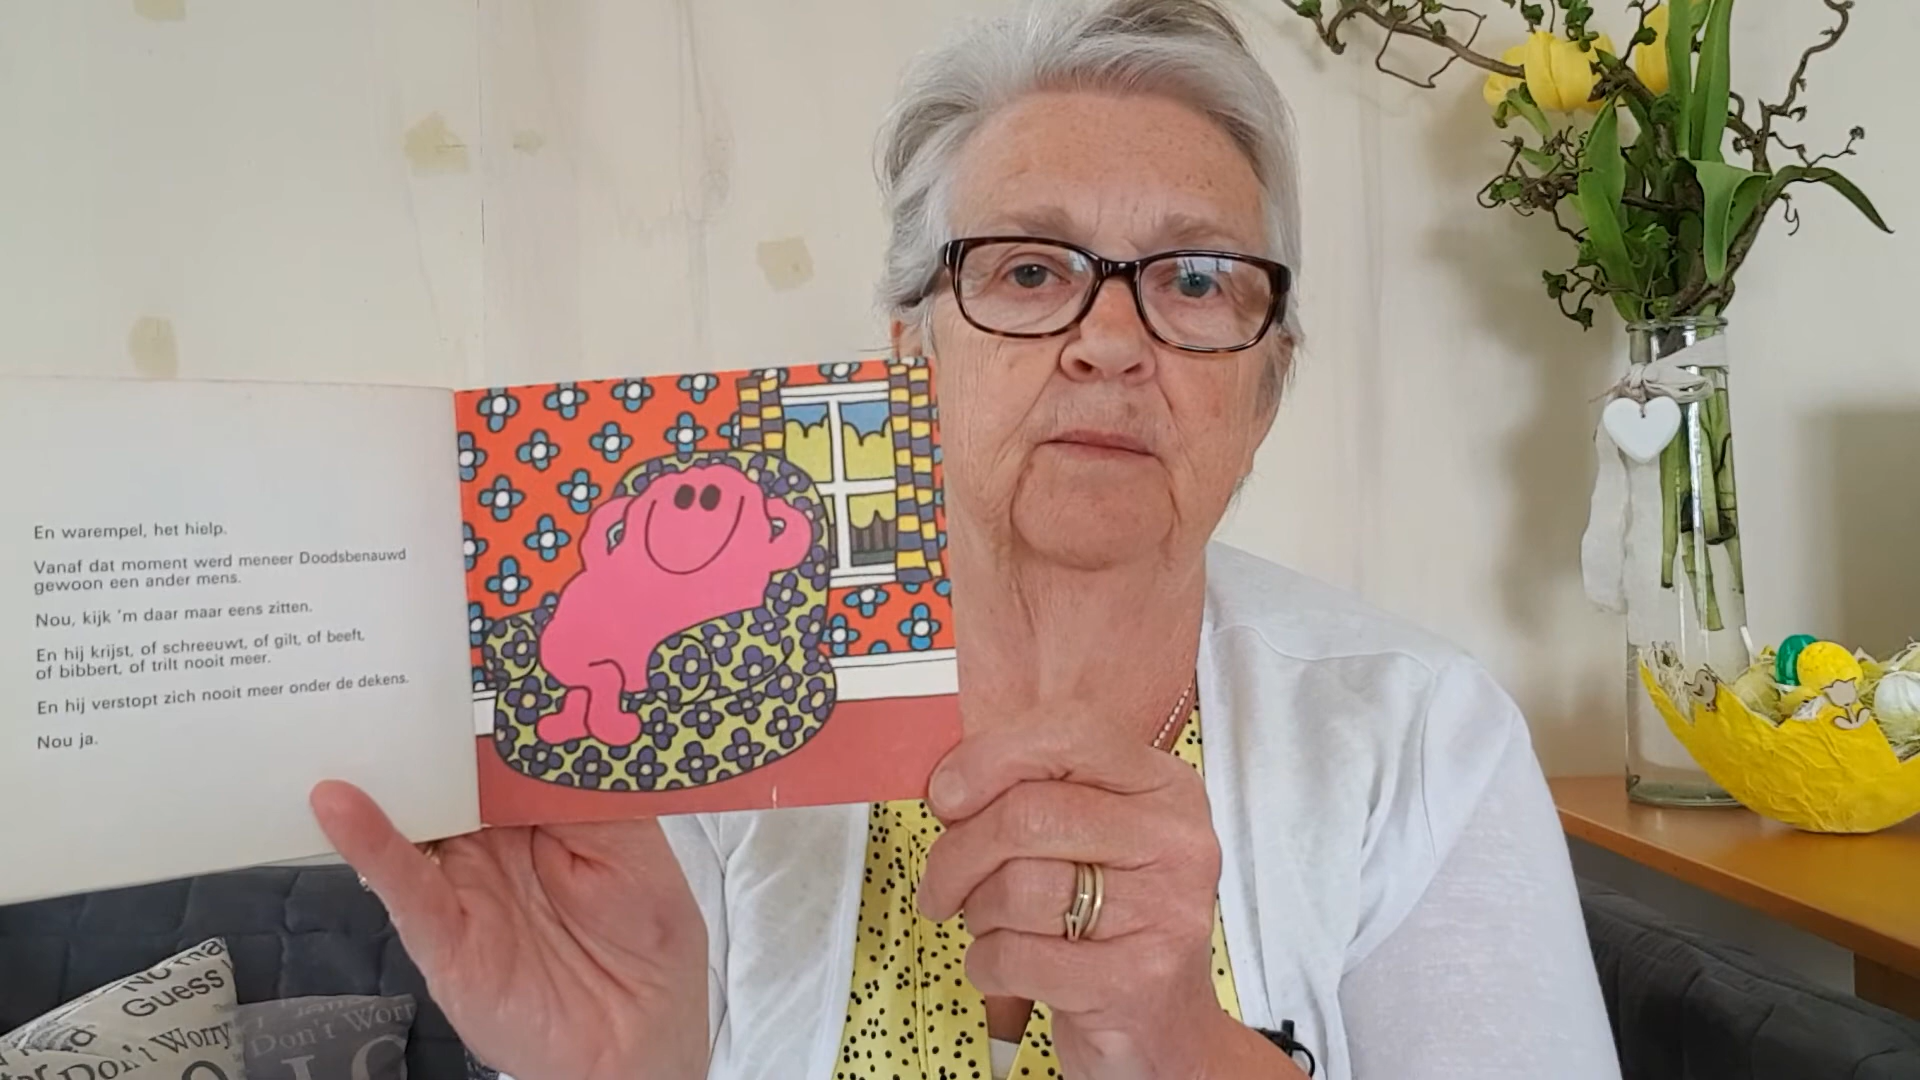 En warempel, het hielp.
Vanaf dat moment werd meneer Doodsbenauwd
gewoon een ander mens.
Nou, kijk 'm daar maar eens zitten.
En hij krijst, of schreeuwt, of gilt, of beeft,
of bibbert, of trilt nooit meer.
En hij verstopt zich nooit meer onder de dekens.
Nou ja.
Guess
Don't Worry
Don't Worr